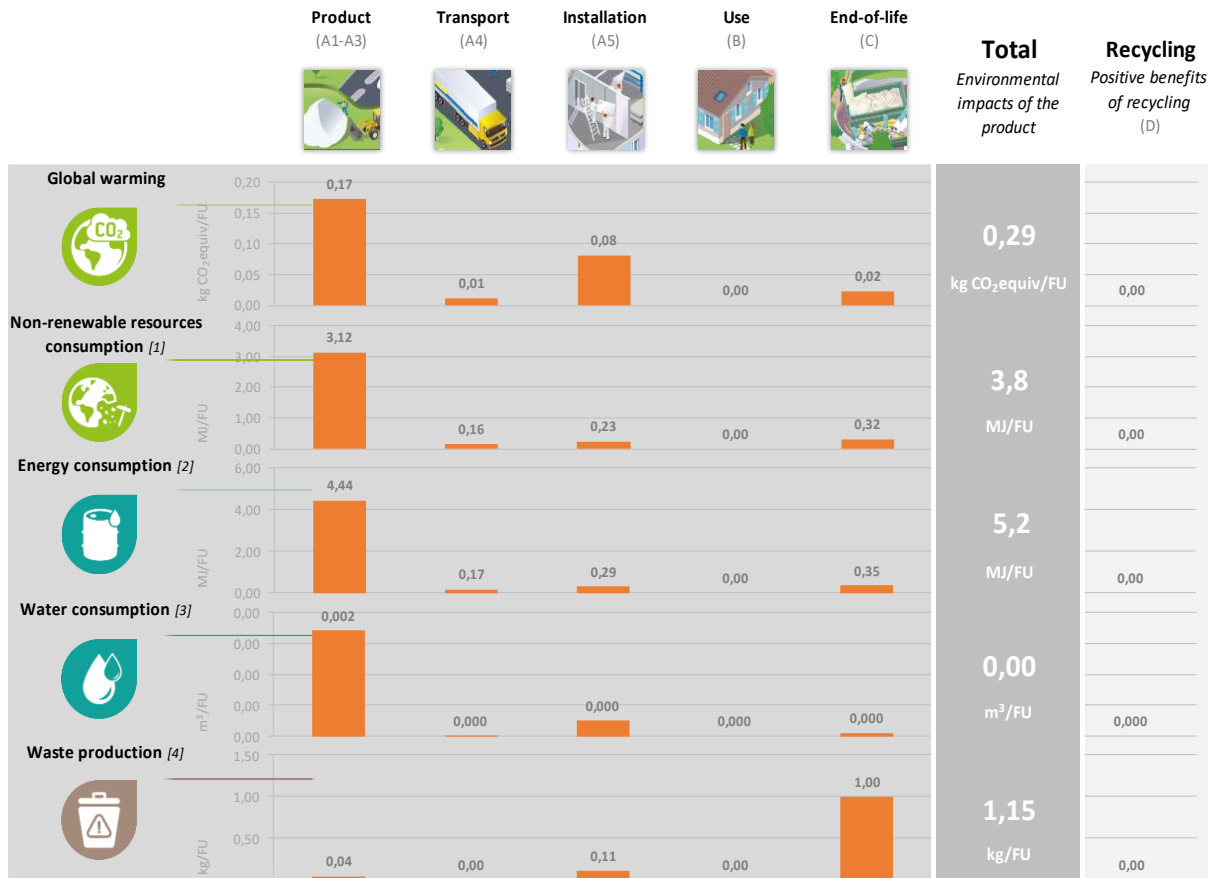 Product
(A1-A3)
Transport
(A4)
Installation
(A5)
Use
(B)
End-of-life
(C)
Total
Environmental
impacts of the
product
Recycling
Positive benefits
of recycling
(D)
Global warming
CO₂
kg CO₂equiv/FU
0,20
0,15
0,10
0,05
0,00
0,17
0,01
0,08
0,00
0,02
0,29
kg CO₂equiv/FU
0,00
Non-renewable resources
consumption [1]
MJ/FU
4,00
3,00
2,00
1,00
0,00
3,12
0,16
0,23
0,00
0,32
3,8
MJ/FU
0,00
Energy consumption [2]
MJ/FU
6,00
4,00
2,00
0,00
4,44
0,17
0,29
0,00
0,35
5,2
MJ/FU
0,00
Water consumption [3]
m³/FU
0,00
0,00
0,00
0,00
0,00
0,002
0,000
0,000
0,000
0,000
0,00
m³/FU
0,000
Waste production [4]
kg/FU
1,50
1,00
0,50
0,04
0,00
0,11
0,00
1,00
1,15
kg/FU
0,00